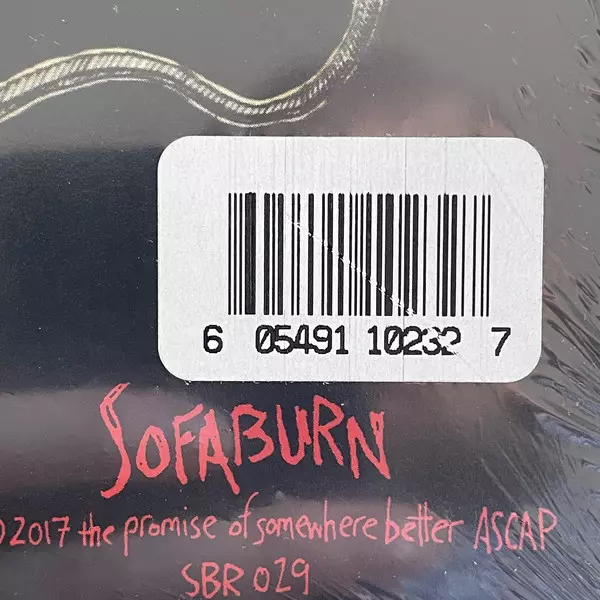 6 05491 10232 7
SOFABURN
) 2017 the promise of somewhere better ASCAP
SBR 029